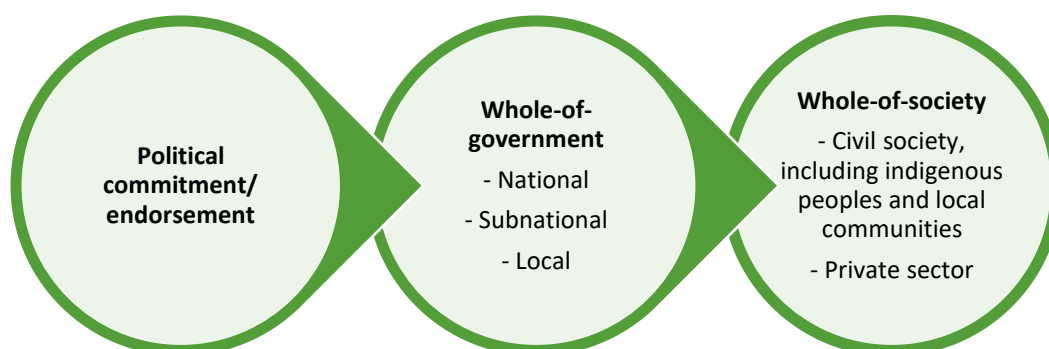 Political
commitment/
endorsement
Whole-of-
government
- National
- Subnational
- Local
Whole-of-society
- Civil society,
including indigenous
peoples and local
communities
- Private sector